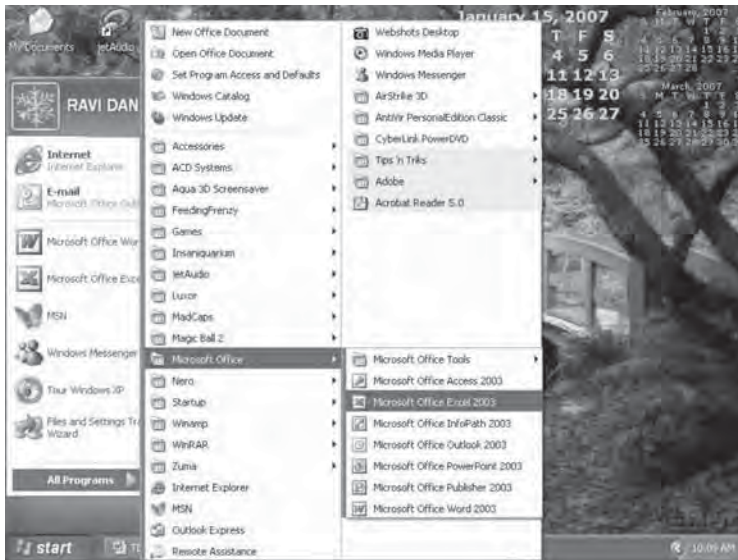 My Documents
jetAudio
RAVI DAN
Internet
Internet Explorer
E-mail
Microsoft Office Outl
Microsoft Office Wor
Microsoft Office Exce
MSN
Windows Messenger
Tour Windows XP
Files and Settings Tra
Wizard
All Programs
start
New Office Document
Open Office Document
Set Program Access and Defaults
Windows Catalog
Windows Update
Accessories
ACD Systems
Aqua 3D Screensaver
FeedingFrenzy
Games
Insaniquarium
jetAudio
Luxor
MadCaps
Magic Ball 2
Microsoft Office
Nero
Startup
Winamp
WinRAR
Zuma
Internet Explorer
MSN
Outlook Express
Remote Assistance
Webshots Desktop
Windows Media Player
Windows Messenger
AirStrike 3D
AntiVir PersonalEdition Classic
CyberLink PowerDVD
Tips 'n Triks
Adobe
Acrobat Reader 5.0
Microsoft Office Tools
Microsoft Office Access 2003
Microsoft Office Excel 2003
Microsoft Office InfoPath 2003
Microsoft Office Outlook 2003
Microsoft Office PowerPoint 2003
Microsoft Office Publisher 2003
Microsoft Office Word 2003
January 15, 2007
T F S
4 5 6
11 12 13
18 19 20
25 26 27
February, 2007
March, 2007
10:09 AM